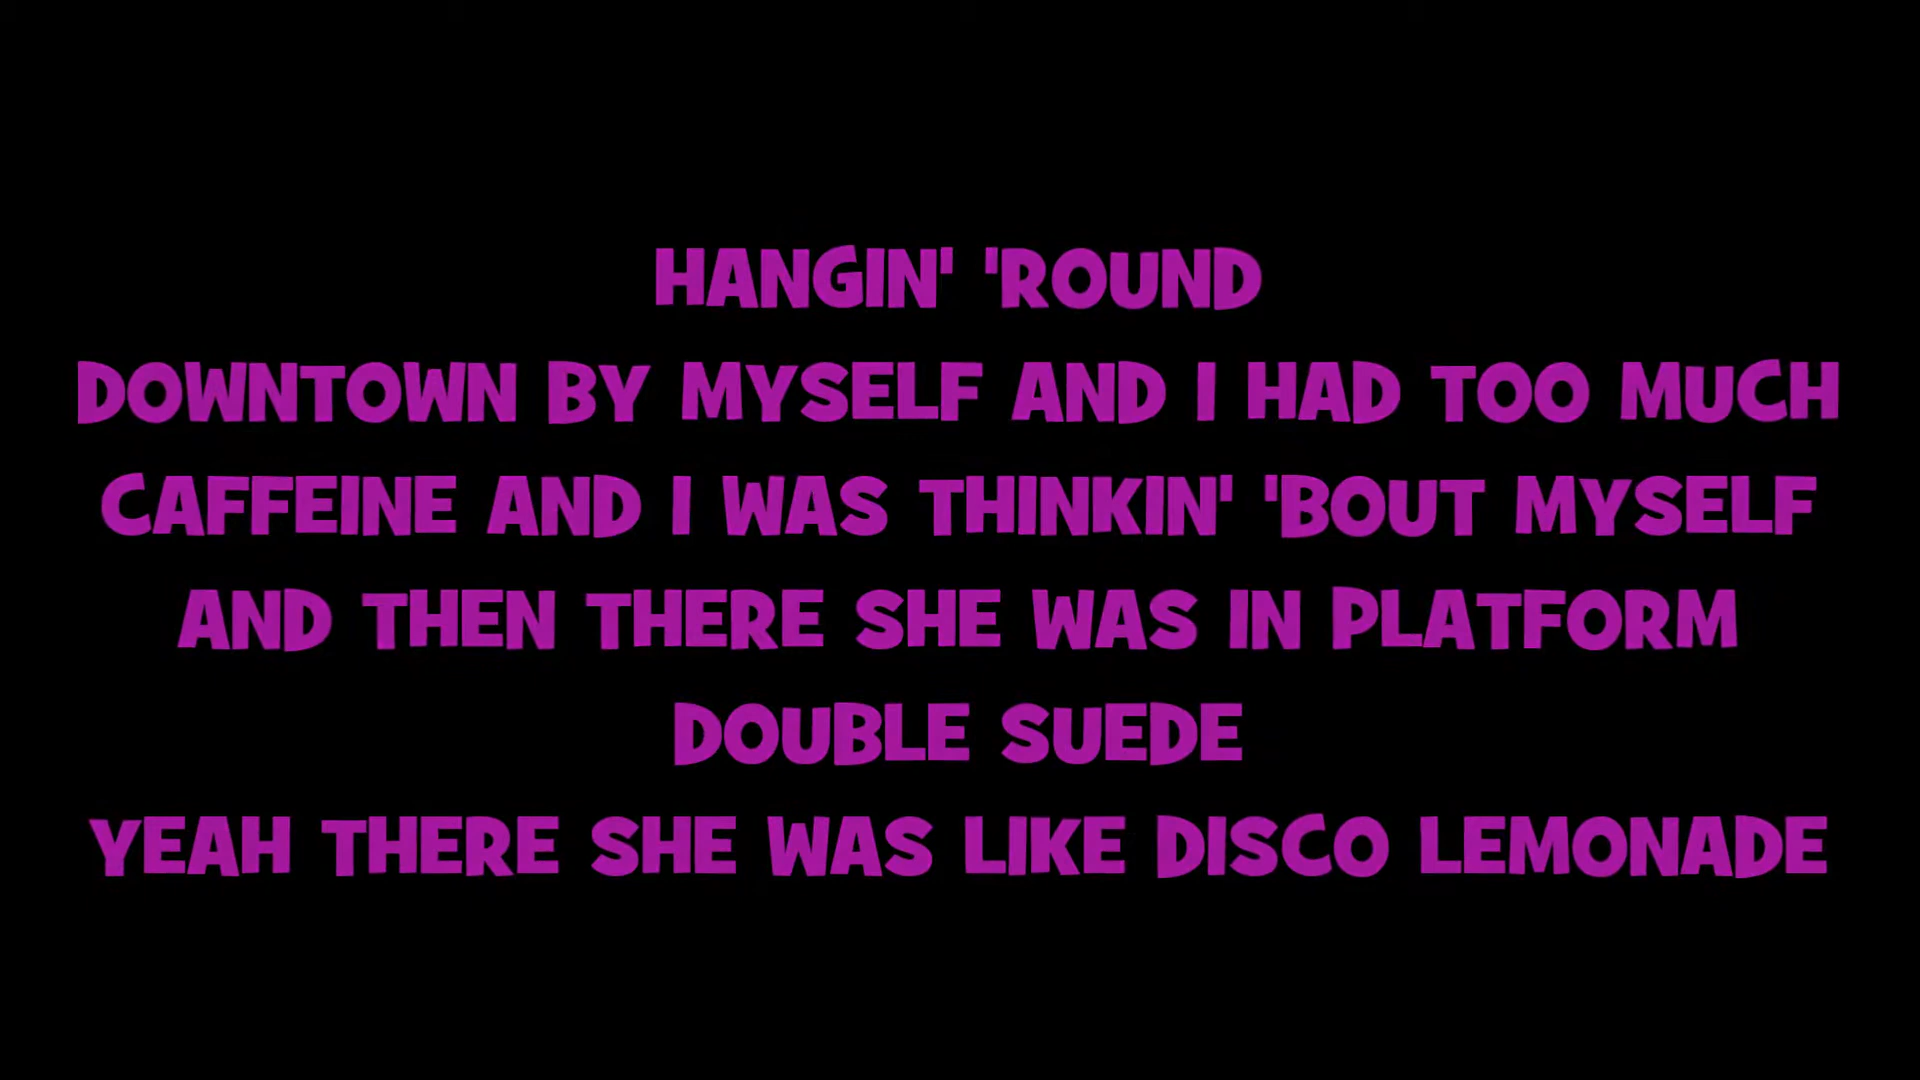 HANGIN' 'ROUND
DOWNTOWN BY MYSELF AND I HAD TOO MUCH
CAFFEINE AND I WAS THINKIN' 'BOUT MYSELF
AND THEN THERE SHE WAS IN PLATFORM
DOUBLE SUEDE
YEAH THERE SHE WAS LIKE DISCO LEMONADE